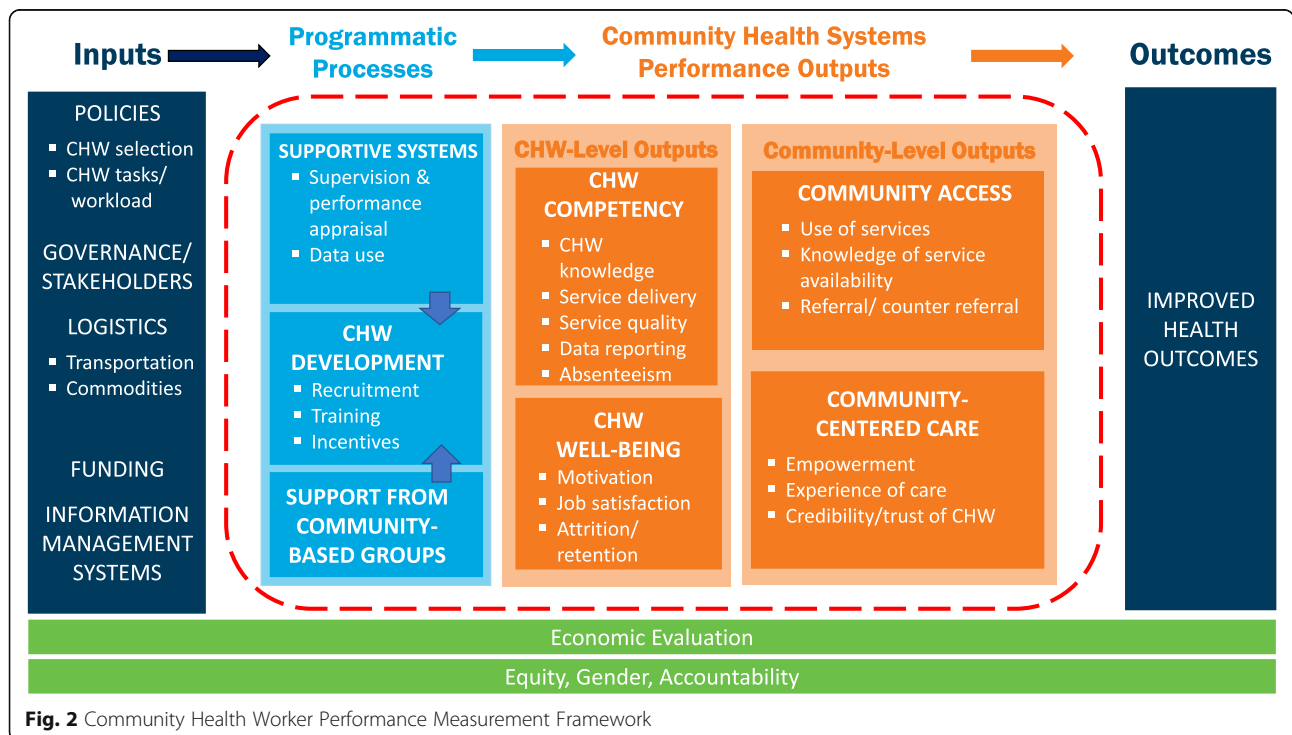 Inputs
Programmatic
Processes
Community Health Systems
Performance Outputs
Outcomes
POLICIES
▪ CHW selection
▪ CHW tasks/
workload
GOVERNANCE/
STAKEHOLDERS
LOGISTICS
▪ Transportation
▪ Commodities
FUNDING
INFORMATION
MANAGEMENT
SYSTEMS
SUPPORTIVE SYSTEMS
▪ Supervision &
performance
appraisal
▪ Data use
CHW
DEVELOPMENT
▪ Recruitment
▪ Training
▪ Incentives
SUPPORT FROM
COMMUNITY-
BASED GROUPS
CHW-Level Outputs
CHW
COMPETENCY
▪ CHW
knowledge
▪ Service delivery
▪ Service quality
▪ Data reporting
▪ Absenteeism
CHW
WELL-BEING
▪ Motivation
▪ Job satisfaction
▪ Attrition/
retention
Community-Level Outputs
COMMUNITY ACCESS
▪ Use of services
▪ Knowledge of service
availability
▪ Referral/ counter referral
COMMUNITY-
CENTERED CARE
▪ Empowerment
▪ Experience of care
▪ Credibility/trust of CHW
IMPROVED
HEALTH
OUTCOMES
Economic Evaluation
Equity, Gender, Accountability
Fig. 2 Community Health Worker Performance Measurement Framework